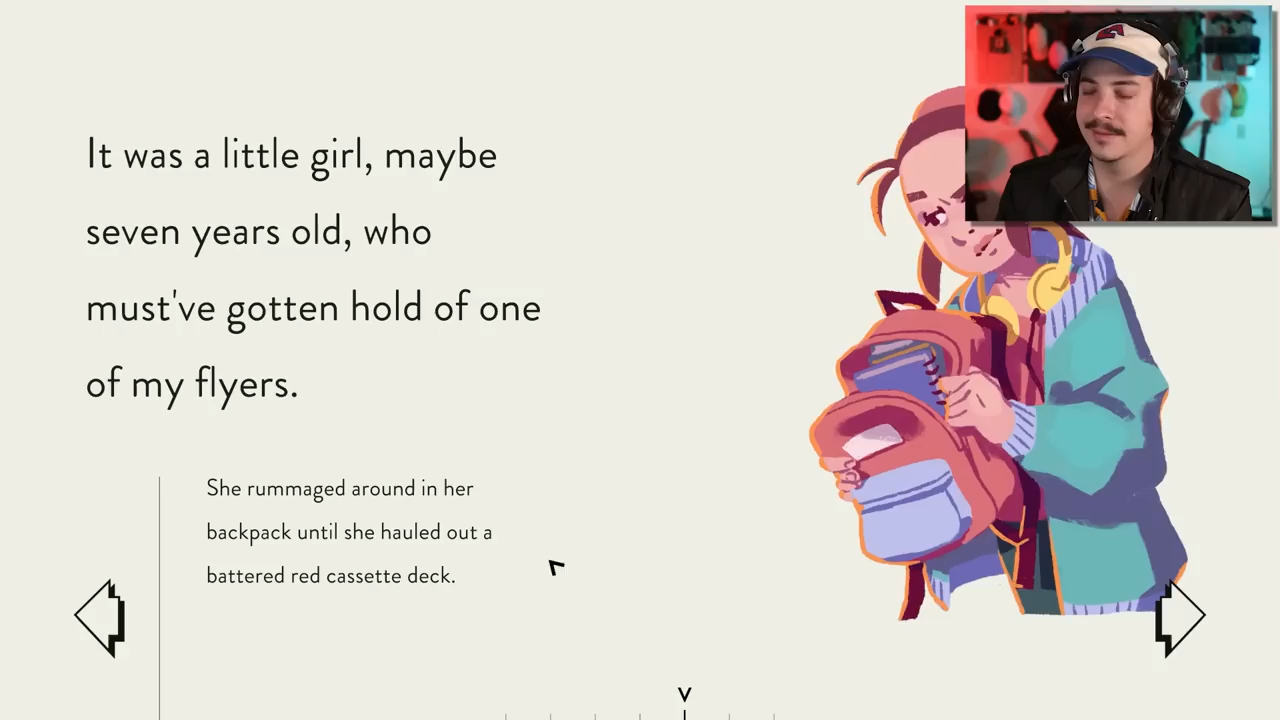 It was a little girl, maybe
seven years old, who
must've gotten hold of one
of my flyers.
She rummaged around in her
backpack until she hauled out a
battered red cassette deck.